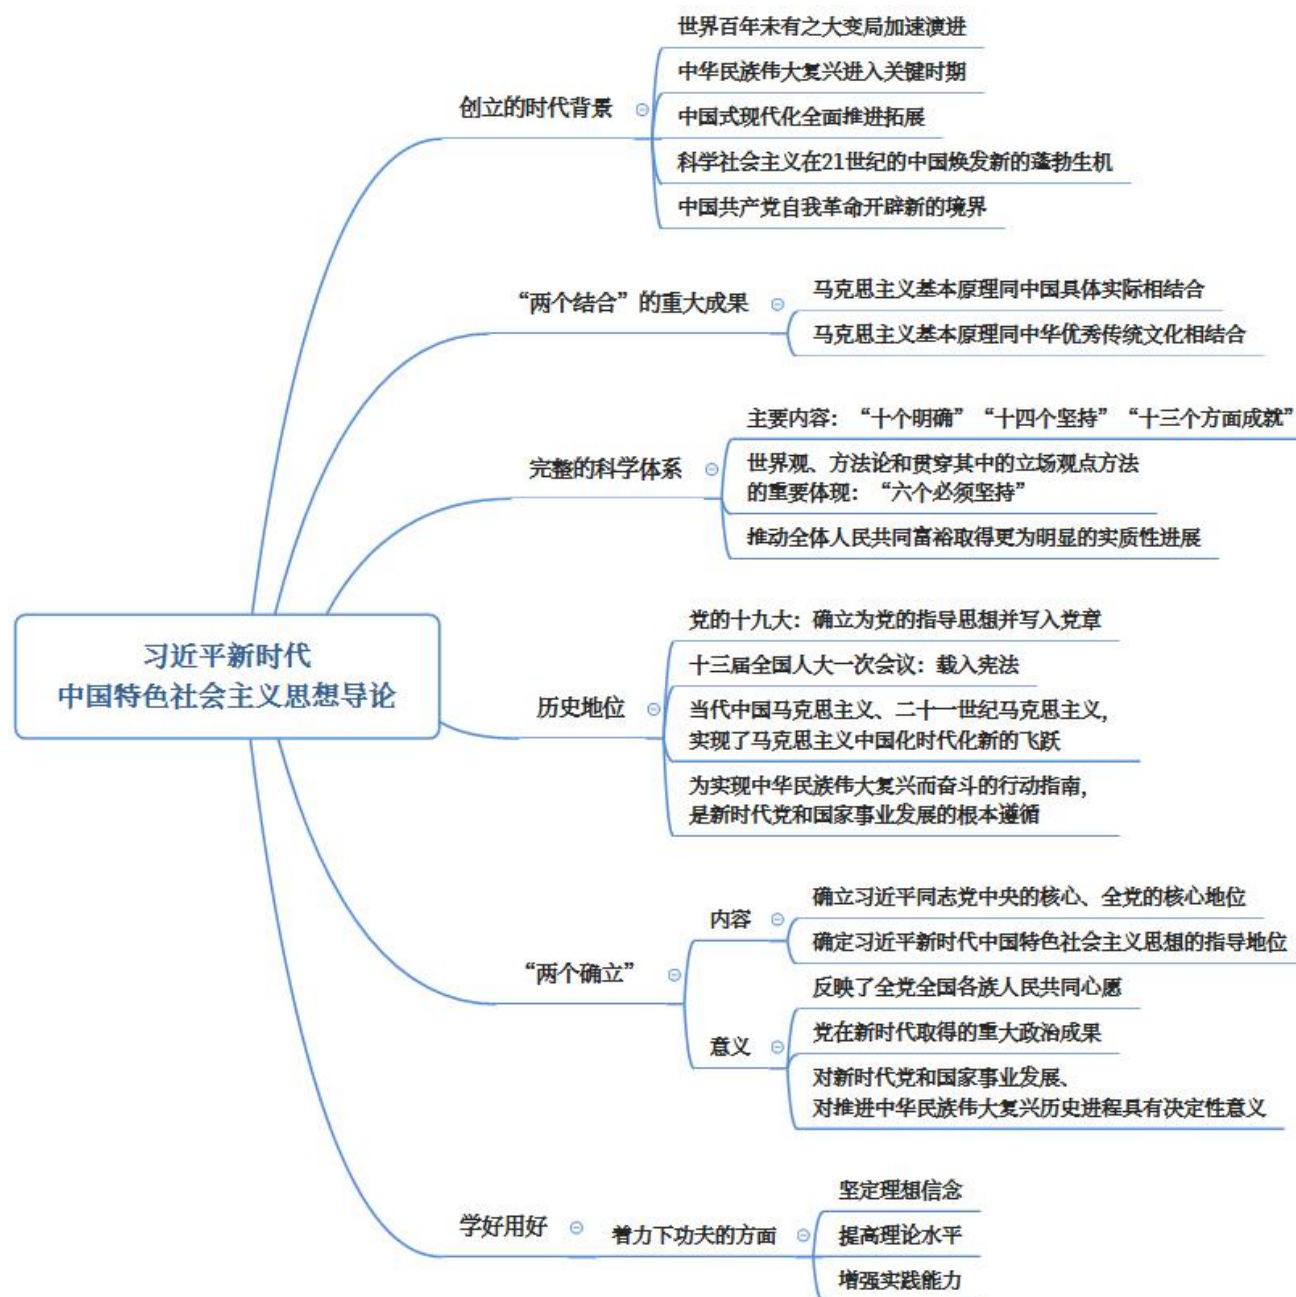 习近平新时代
中国特色社会主义思想导论
创立的时代背景
世界百年未有之大变局加速演进
中华民族伟大复兴进入关键时期
中国式现代化全面推进拓展
科学社会主义在21世纪的中国焕发新的蓬勃生机
中国共产党自我革命开辟新的境界
“两个结合”的重大成果
马克思主义基本原理同中国具体实际相结合
马克思主义基本原理同中华优秀传统文化相结合
完整的科学体系
主要内容：“十个明确”“十四个坚持”“十三个方面成就”
世界观、方法论和贯穿其中的立场观点方法
的重要体现：“六个必须坚持”
推动全体人民共同富裕取得更为明显的实质性进展
历史地位
党的十九大：确立为党的指导思想并写入党章
十三届全国人大一次会议：载入宪法
当代中国马克思主义、二十一世纪马克思主义，
实现了马克思主义中国化时代化新的飞跃
为实现中华民族伟大复兴而奋斗的行动指南，
是新时代党和国家事业发展的根本遵循
“两个确立”
内容
确立习近平同志党中央的核心、全党的核心地位
确定习近平新时代中国特色社会主义思想的指导地位
意义
反映了全党全国各族人民共同心愿
党在新时代取得的重大政治成果
对新时代党和国家事业发展、
对推进中华民族伟大复兴历史进程具有决定性意义
学好用好
着力下功夫的方面
坚定理想信念
提高理论水平
增强实践能力